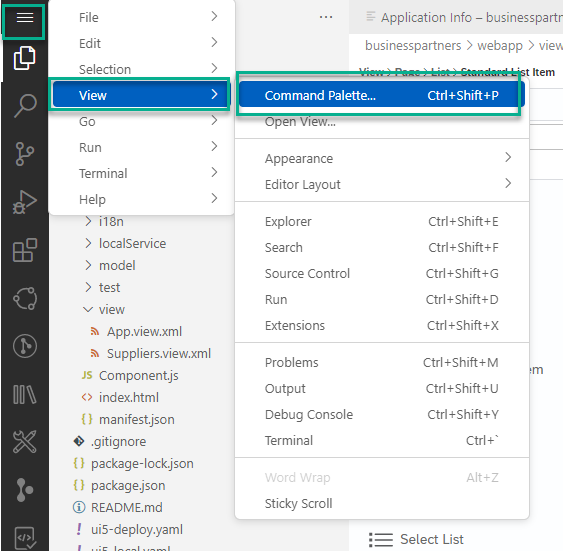 File
Edit
Selection
View
Go
Run
Terminal
Help
Command Palette... Ctrl+Shift+P
Open View...
Appearance
Editor Layout
Explorer Ctrl+Shift+E
Search Ctrl+Shift+F
Source Control Ctrl+Shift+G
Run Ctrl+Shift+D
Extensions Ctrl+Shift+X
Problems Ctrl+Shift+M
Output Ctrl+Shift+U
Debug Console Ctrl+Shift+Y
Terminal Ctrl+`
Word Wrap Alt+Z
Sticky Scroll
i18n
localService
model
test
view
App.view.xml
Suppliers.view.xml
JS Component.js
<> index.html
{ } manifest.json
.gitignore
{ } package-lock.json
{ } package.json
README.md
! ui5-deploy.yaml
! ui5-local.yaml
...
Application Info – businesspartn
businesspartners > webapp > view
View > Page > List > Standard List Item
em
Select List